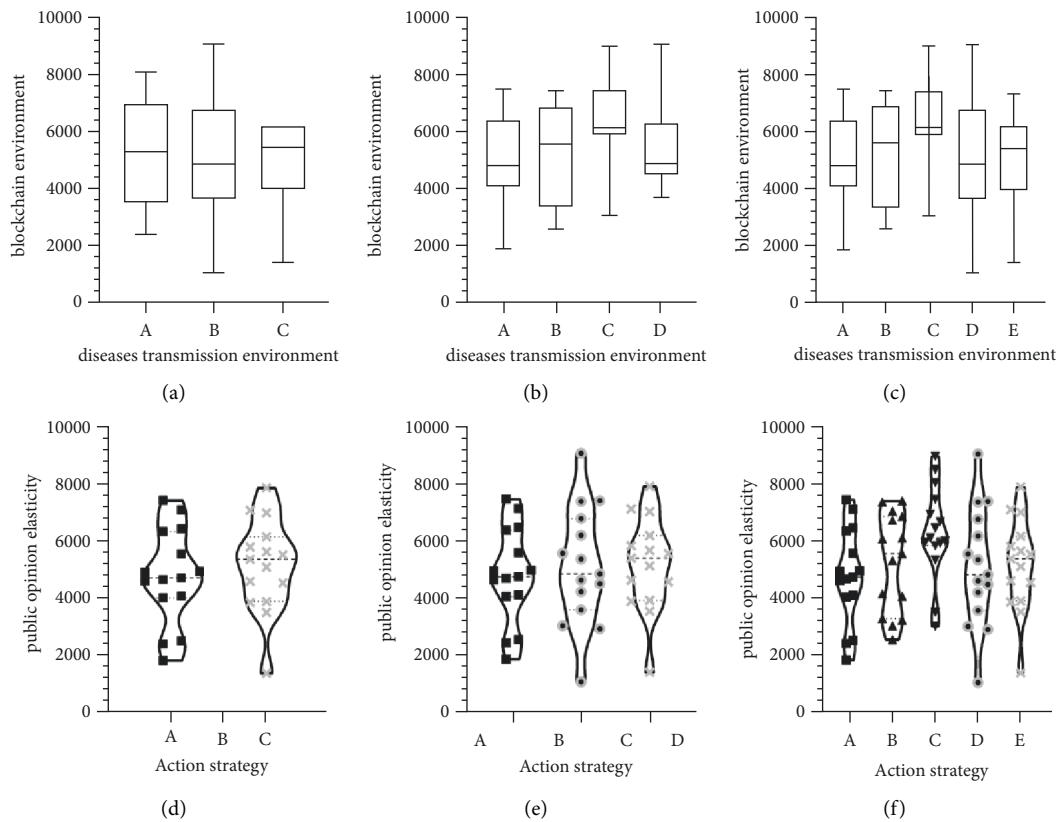 10000
8000
6000
4000
2000
0
blockchain environment
A B C
diseases transmission environment
(a)
10000
8000
6000
4000
2000
0
blockchain environment
A B C D
diseases transmission environment
(b)
10000
8000
6000
4000
2000
0
blockchain environment
A B C D E
diseases transmission environment
(c)
10000
8000
6000
4000
2000
0
public opinion elasticity
A B C
Action strategy
(d)
10000
8000
6000
4000
2000
0
public opinion elasticity
A B C D
Action strategy
(e)
10000
8000
6000
4000
2000
0
public opinion elasticity
A B C D E
Action strategy
(f)